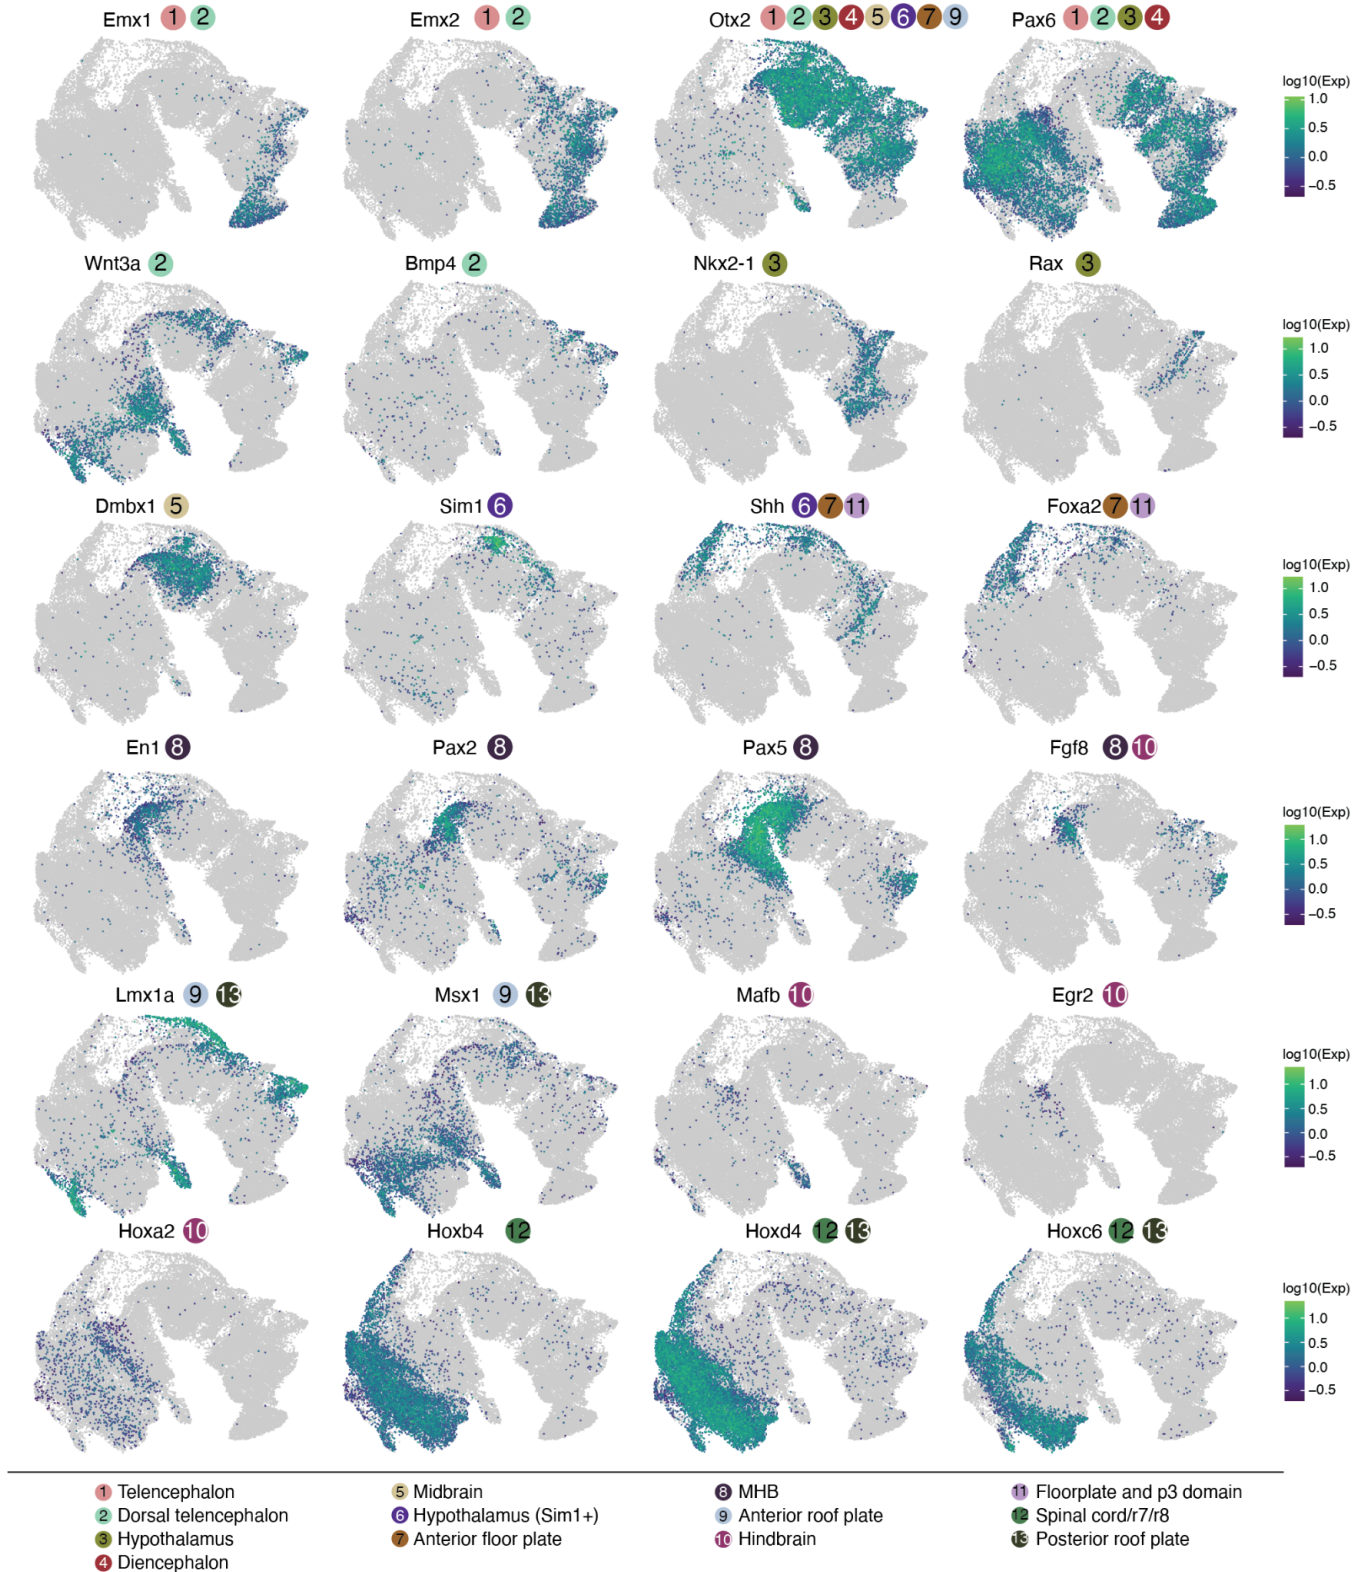 Emx1 1 2 Emx2 1 2 Otx2 1 2 3 4 5 6 7 9 Pax6 1 2 3 4
log10(Exp)
1.0
0.5
0.0
−0.5
Wnt3a 2 Bmp4 2 Nkx2-1 3 Rax 3
log10(Exp)
1.0
0.5
0.0
−0.5
Dmbx1 5 Sim1 6 Shh 6 7 11 Foxa2 7 11
log10(Exp)
1.0
0.5
0.0
−0.5
En1 8 Pax2 8 Pax5 8 Fgf8 8 10
log10(Exp)
1.0
0.5
0.0
−0.5
Lmx1a 9 13 Msx1 9 13 Mafb 10 Egr2 10
log10(Exp)
1.0
0.5
0.0
−0.5
Hoxa2 10 Hoxb4 12 Hoxd4 12 13 Hoxc6 12 13
log10(Exp)
1.0
0.5
0.0
−0.5
1 Telencephalon 5 Midbrain 8 MHB 11 Floorplate and p3 domain
2 Dorsal telencephalon 6 Hypothalamus (Sim1+) 9 Anterior roof plate 12 Spinal cord/r7/r8
3 Hypothalamus 7 Anterior floor plate 10 Hindbrain 13 Posterior roof plate
4 Diencephalon